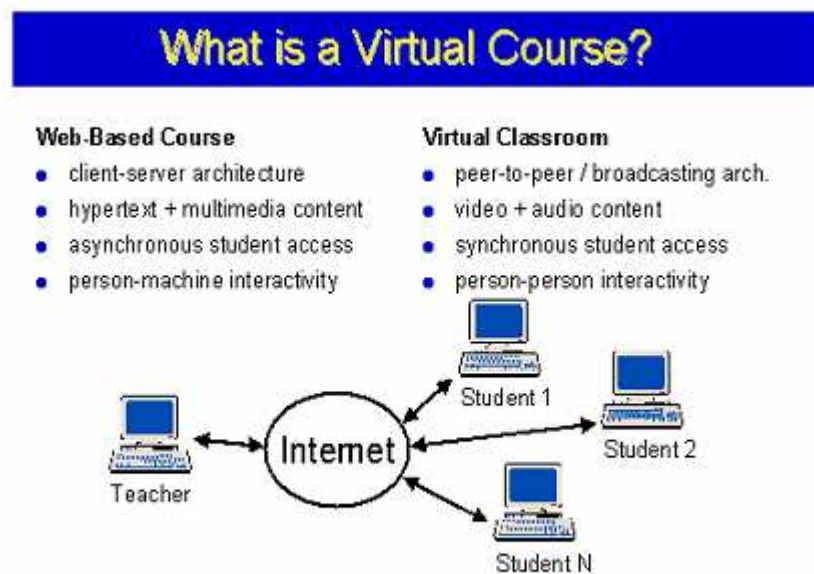 What is a Virtual Course?
Web-Based Course
client-server architecture
hypertext + multimedia content
asynchronous student access
person-machine interactivity
Virtual Classroom
peer-to-peer / broadcasting arch.
video + audio content
synchronous student access
person-person interactivity
Student 1
Student 2
Internet
Teacher
Student N